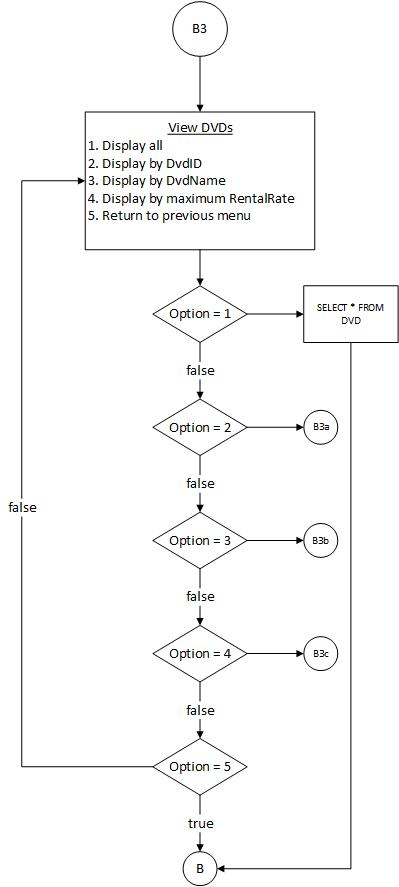 B3
View DVDs
1. Display all
2. Display by DvdID
3. Display by DvdName
4. Display by maximum RentalRate
5. Return to previous menu
Option = 1
SELECT * FROM
DVD
false
Option = 2
B3a
false
false
Option = 3
B3b
false
Option = 4
B3c
false
Option = 5
true
B